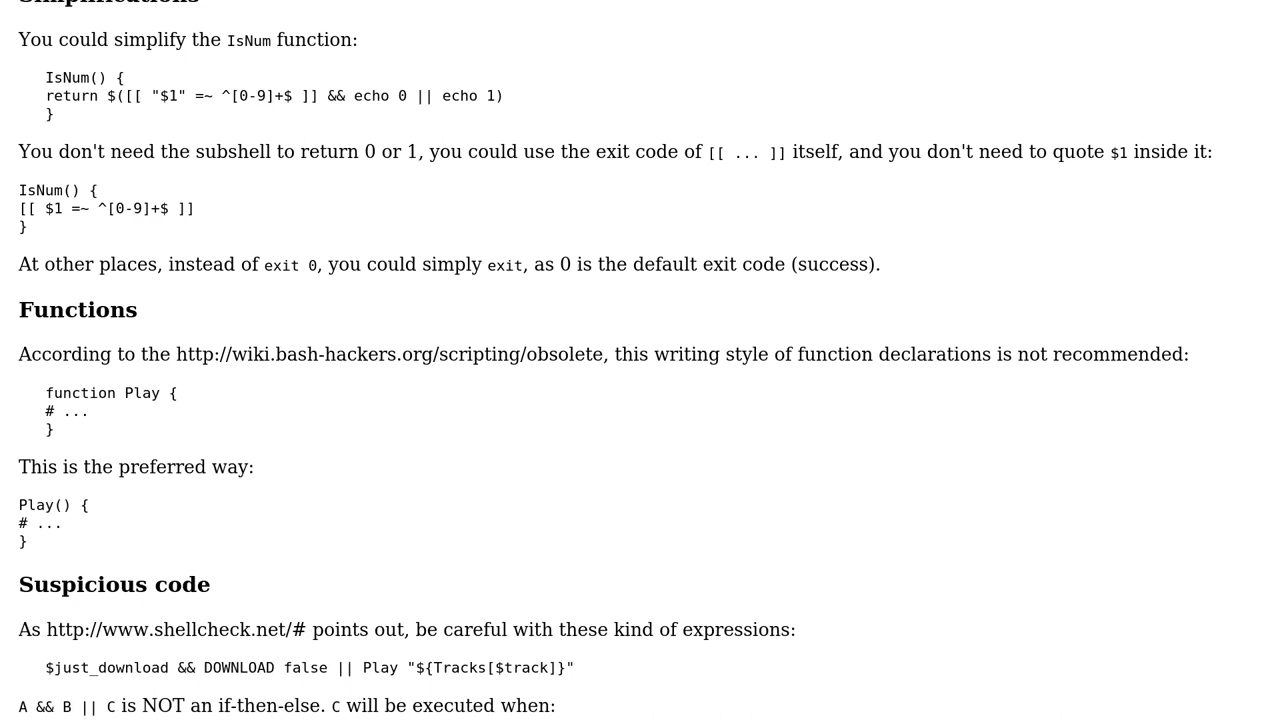 Simplifications
You could simplify the IsNum function:
IsNum() {
return $([[ "$1" =~ ^[0-9]+$ ]] && echo 0 || echo 1)
}
You don't need the subshell to return 0 or 1, you could use the exit code of [[ ... ]] itself, and you don't need to quote $1 inside it:
IsNum() {
[[ $1 =~ ^[0-9]+$ ]]
}
At other places, instead of exit 0, you could simply exit, as 0 is the default exit code (success).
Functions
According to the http://wiki.bash-hackers.org/scripting/obsolete, this writing style of function declarations is not recommended:
function Play {
# ...
}
This is the preferred way:
Play() {
# ...
}
Suspicious code
As http://www.shellcheck.net/# points out, be careful with these kind of expressions:
$just_download && DOWNLOAD false || Play "${Tracks[$track]}"
A && B || C is NOT an if-then-else. C will be executed when: